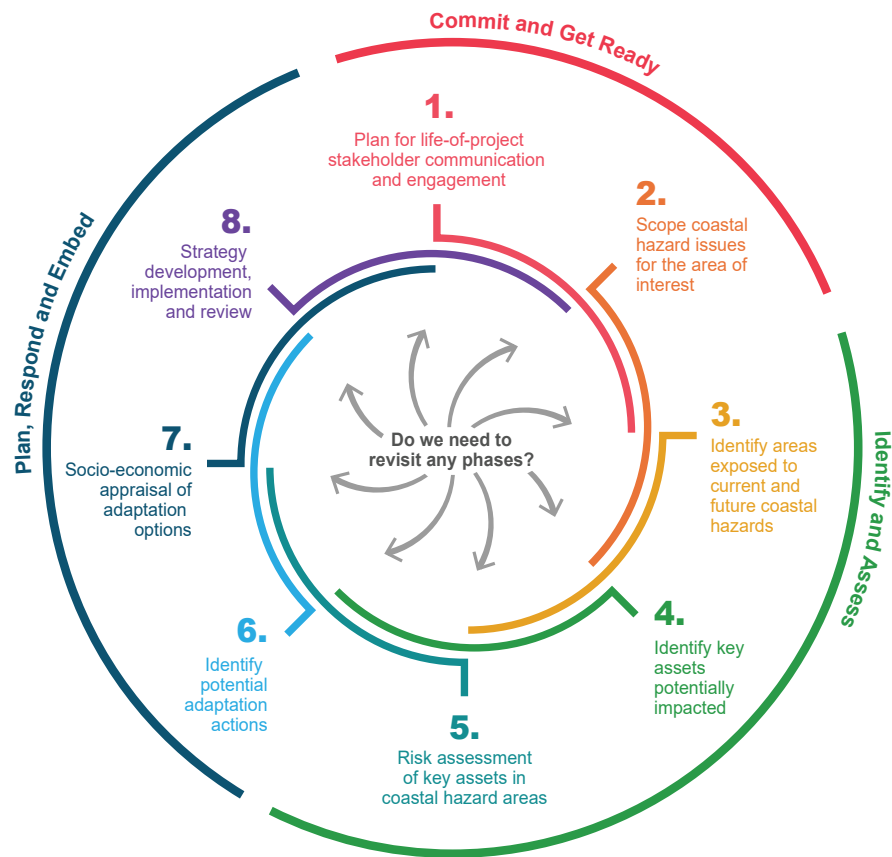 Commit and Get Ready
1.
Plan for life-of-project
stakeholder communication
and engagement
2.
Scope coastal
hazard issues
for the area of
interest
3.
Identify areas
exposed to
current and
future coastal
hazards
Identify and Assess
4.
Identify key
assets
potentially
impacted
5.
Risk assessment
of key assets in
coastal hazard areas
6.
Identify
potential
adaptation
actions
Plan, Respond and Embed
7.
Socio-economic
appraisal of
adaptation
options
8.
Strategy
development,
implementation
and review
Do we need to
revisit any phases?